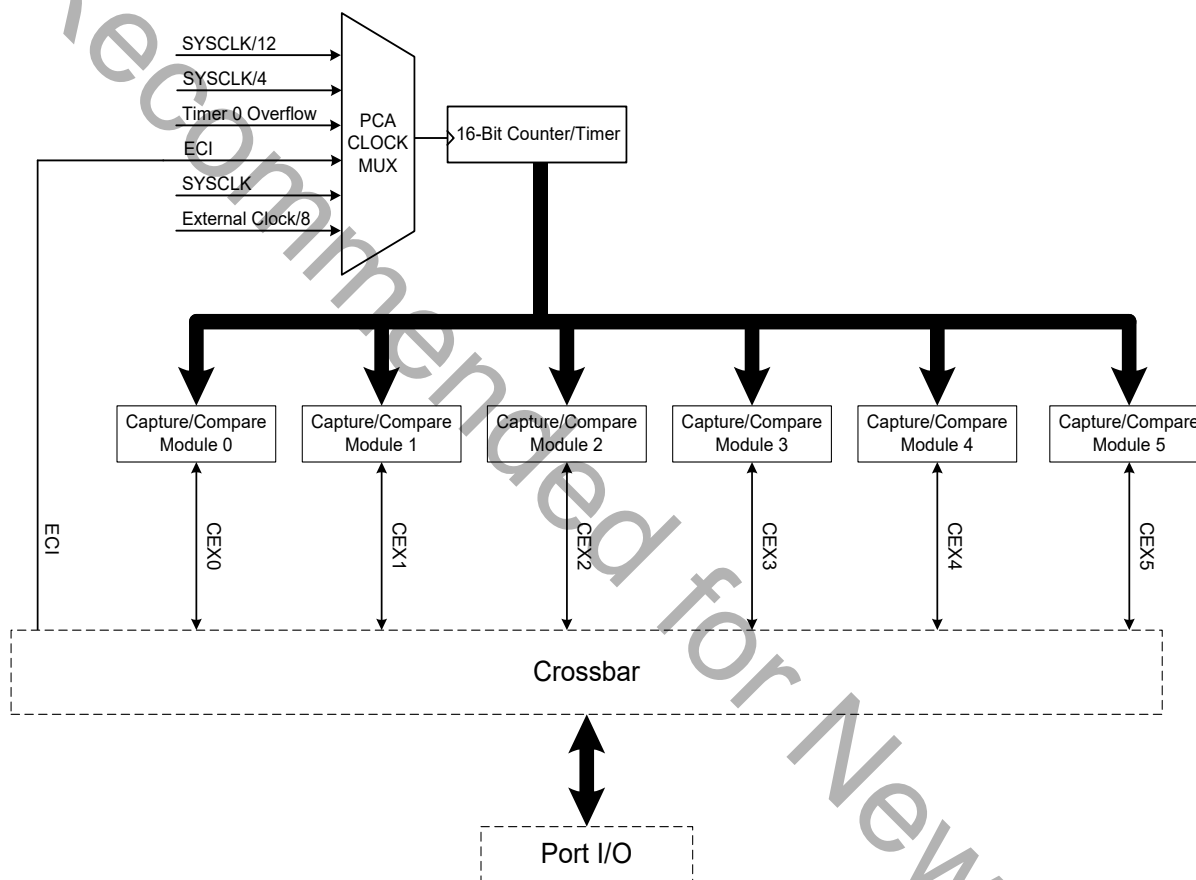 SYSCLK/12
SYSCLK/4
Timer 0 Overflow
ECI
SYSCLK
External Clock/8
PCA
CLOCK
MUX
16-Bit Counter/Timer
Capture/Compare
Module 0
Capture/Compare
Module 1
Capture/Compare
Module 2
Capture/Compare
Module 3
Capture/Compare
Module 4
Capture/Compare
Module 5
ECI
CEX0
CEX1
CEX2
CEX3
CEX4
CEX5
Crossbar
Port I/O
Recommended for New